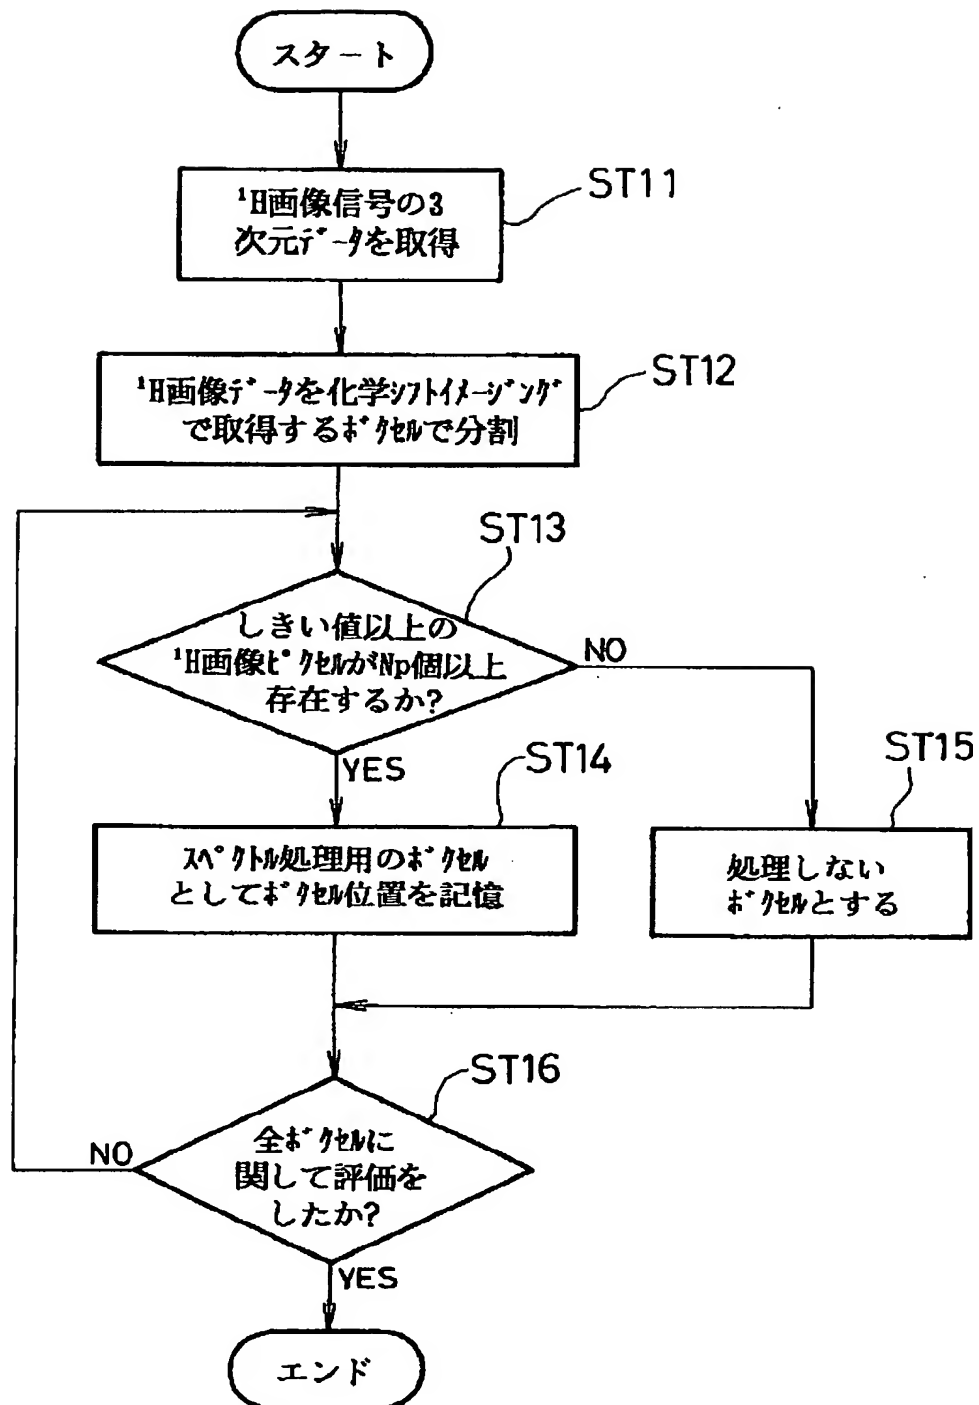 スタート
ST11
¹H画像信号の3
次元ﾃﾞｰﾀを取得
ST12
¹H画像ﾃﾞｰﾀを化学ｼﾌﾄｲﾒｰｼﾞﾝｸﾞ
で取得するﾎﾞｸｾﾙで分割
ST13
しきい値以上の
¹H画像ﾋﾟｸｾﾙがNp個以上
存在するか?
NO
YES
ST14
ST15
ｽﾍﾟｸﾄﾙ処理用のﾎﾞｸｾﾙ
としてﾎﾞｸｾﾙ位置を記憶
処理しない
ﾎﾞｸｾﾙとする
ST16
全ﾎﾞｸｾﾙに
関して評価を
したか?
NO
YES
エンド